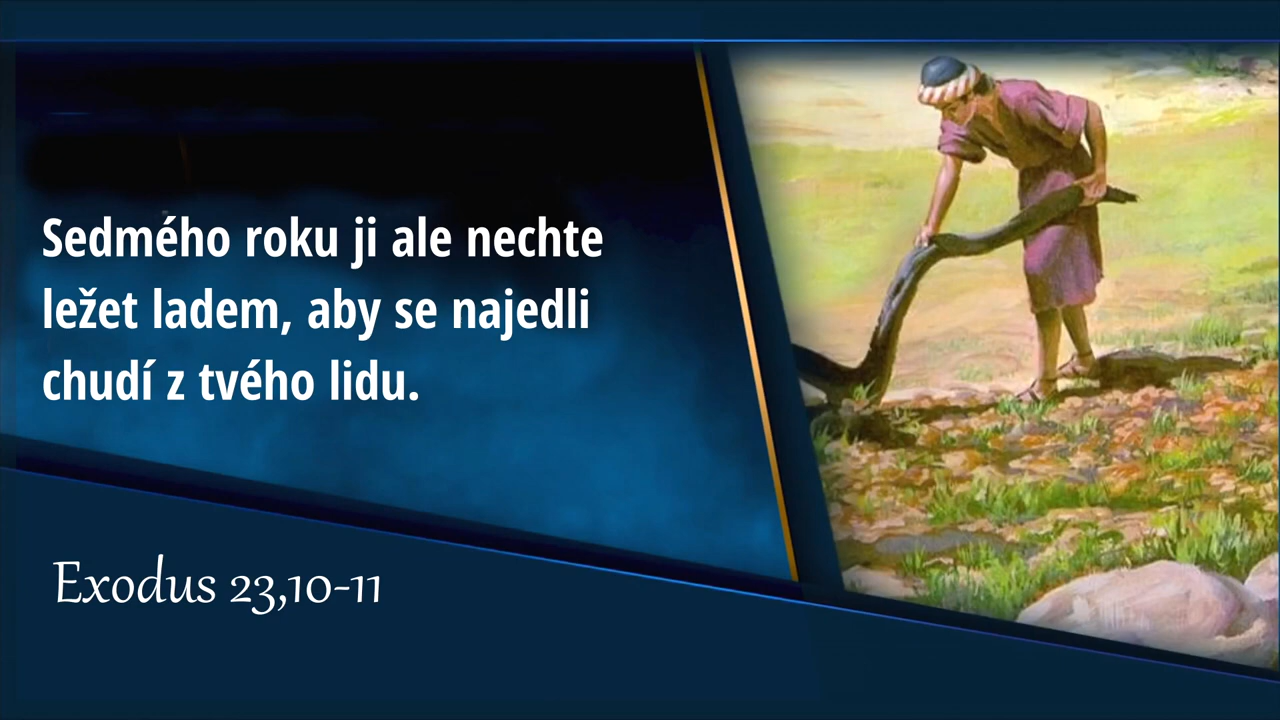 Sedmého roku ji ale nechte
ležet ladem, aby se najedli
chudí z tvého lidu.
Exodus 23,10-11